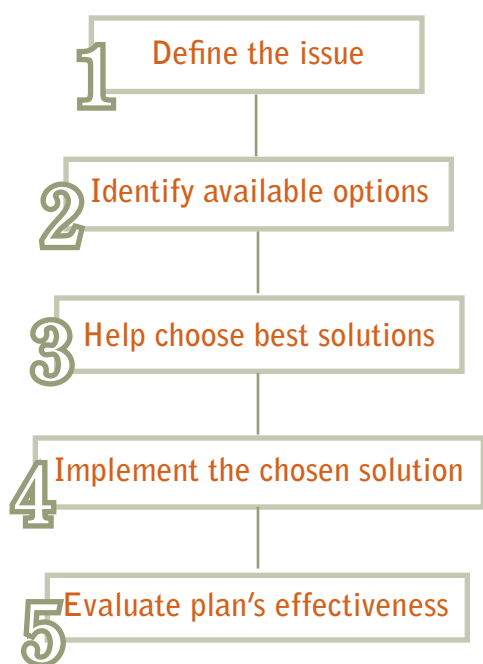 1 Define the issue
2 Identify available options
3 Help choose best solutions
4 Implement the chosen solution
5 Evaluate plan's effectiveness